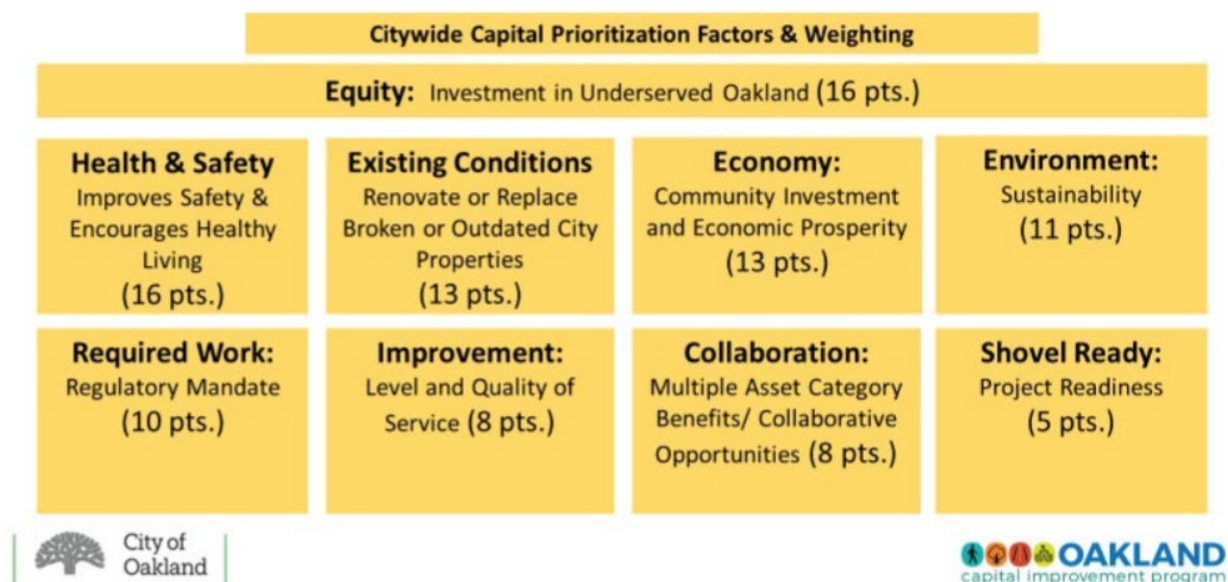 Citywide Capital Prioritization Factors & Weighting
Equity: Investment in Underserved Oakland (16 pts.)
Health & Safety
Improves Safety &
Encourages Healthy
Living
(16 pts.)
Existing Conditions
Renovate or Replace
Broken or Outdated City
Properties
(13 pts.)
Economy:
Community Investment
and Economic Prosperity
(13 pts.)
Environment:
Sustainability
(11 pts.)
Required Work:
Regulatory Mandate
(10 pts.)
Improvement:
Level and Quality of
Service (8 pts.)
Collaboration:
Multiple Asset Category
Benefits/ Collaborative
Opportunities (8 pts.)
Shovel Ready:
Project Readiness
(5 pts.)
City of
Oakland
OAKLAND
capital improvement program